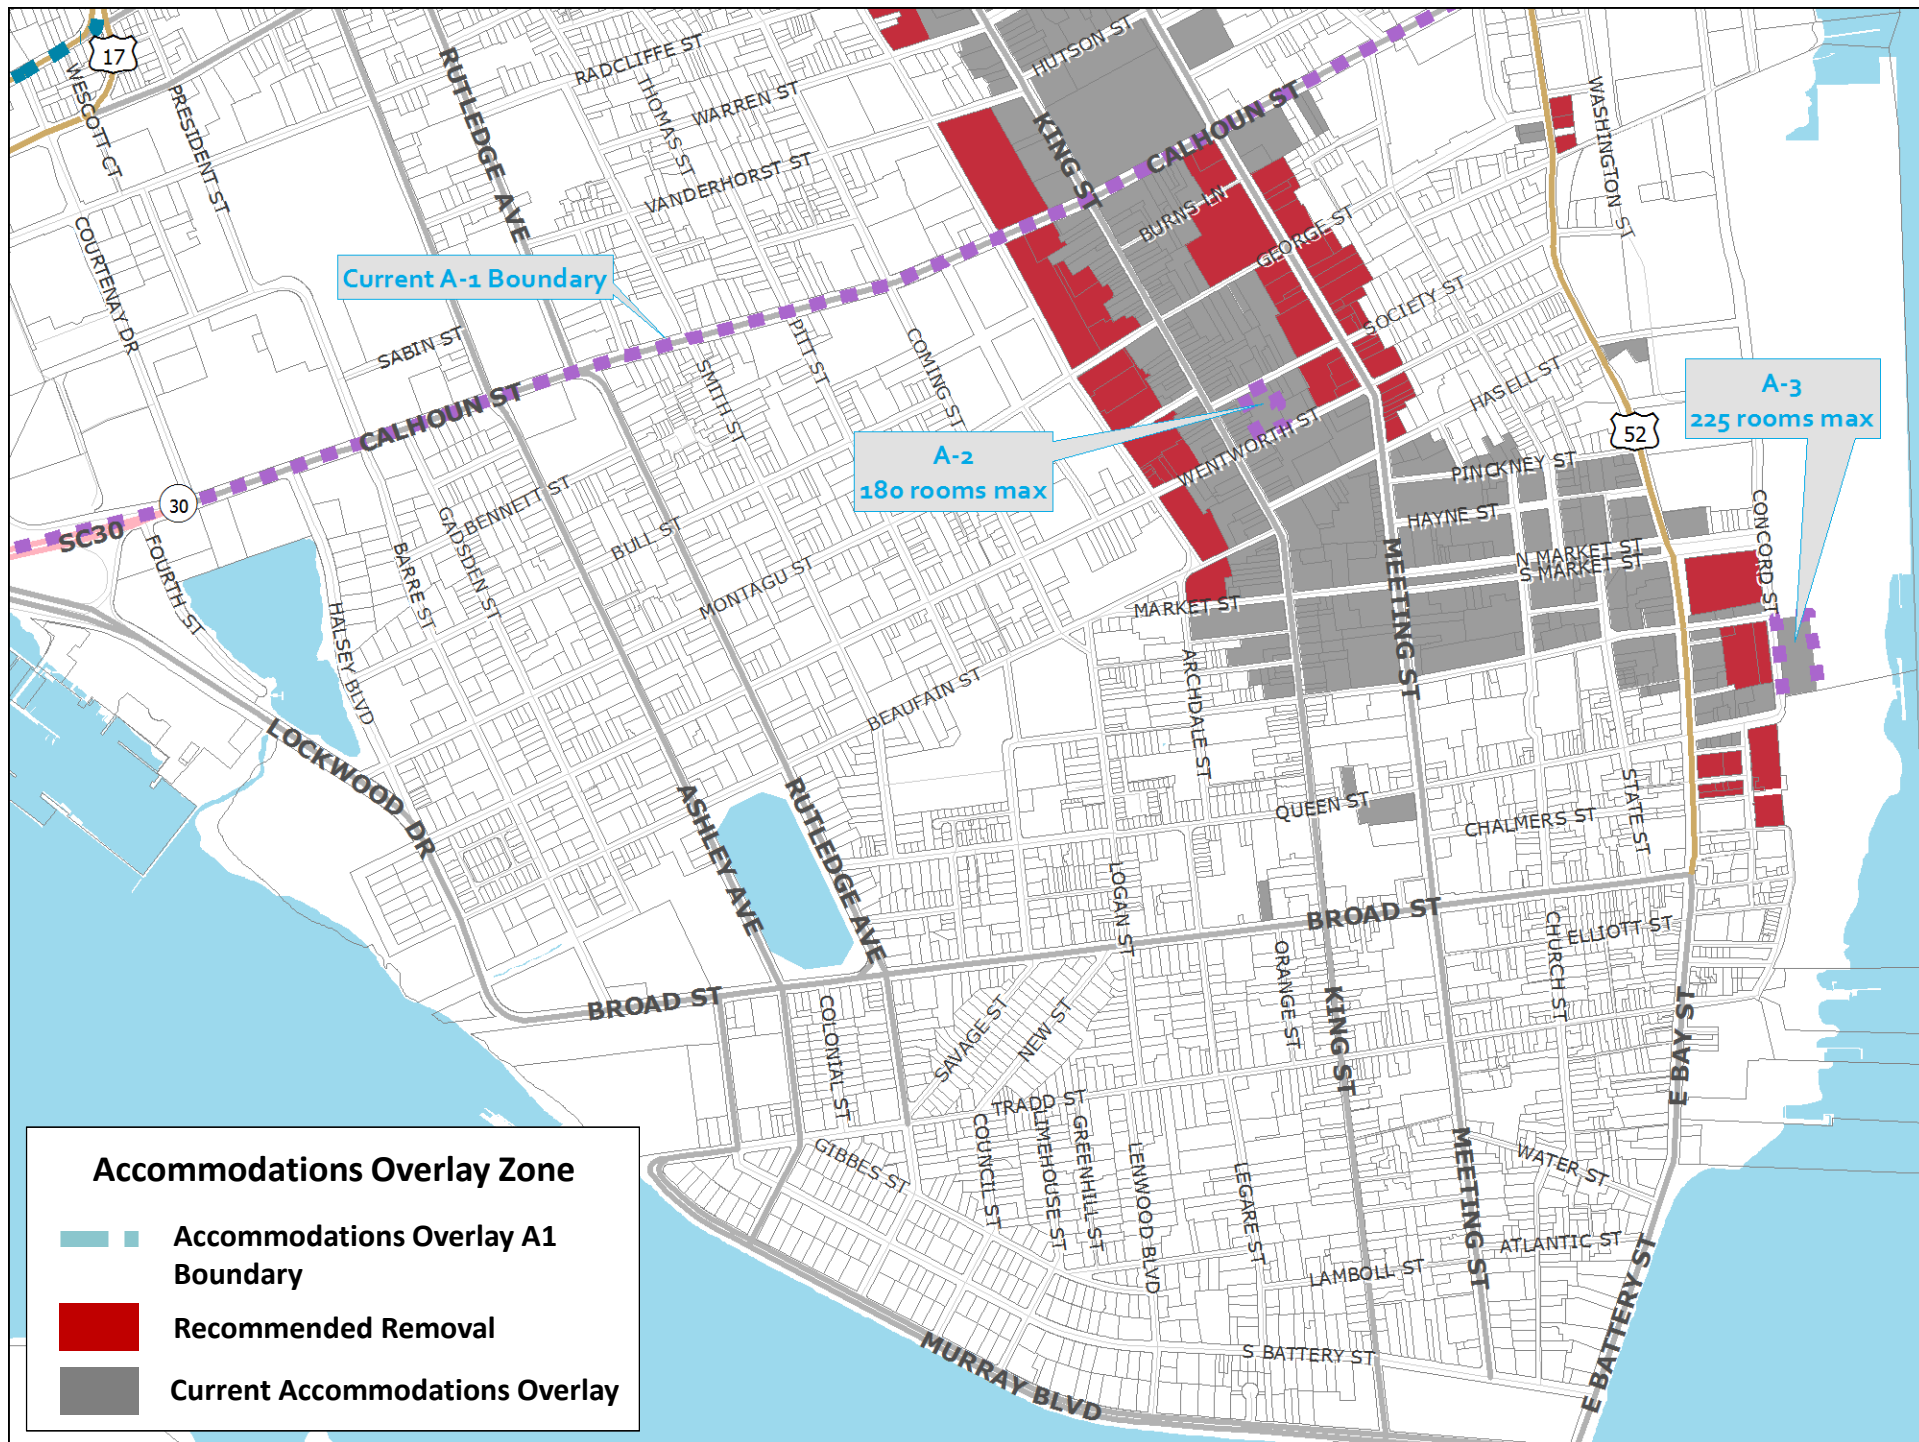 17
WESCOTT CT
PRESIDENT ST
RUTLEDGE AVE
RADCLIFFE ST
THOMAS ST
WARREN ST
VANDERHORST ST
HUTSON ST
KING ST
CALHOUN ST
BURNS LN
GEORGE ST
WASHINGTON ST
COURTENAY DR
Current A-1 Boundary
SABIN ST
CALHOUN ST
PITT ST
COMING ST
SMITH ST
SOCIETY ST
HASELL ST
A-3
225 rooms max
52
A-2
180 rooms max
WENTWORTH ST
PINCKNEY ST
HAYNE ST
CONCORD ST
30
SC30
FOURTH ST
BENNETT ST
GADSDEN ST
BARRE ST
BULL ST
MONTAGU ST
HALSEY BLVD
N MARKET ST
S MARKET ST
MARKET ST
MEETING ST
BEAUFAIN ST
ARCHDALE ST
LOCKWOOD DR
ASHLEY AVE
RUTLEDGE AVE
QUEEN ST
CHALMERS ST
STATE ST
LOGAN ST
BROAD ST
CHURCH ST
ELLIOTT ST
BROAD ST
COLONIAL ST
SAVAGE ST
NEW ST
ORANGE ST
KING ST
E BAY ST
TRADD ST
COUNCIL ST
LIMEHOUSE ST
GREENHILL ST
LENWOOD BLVD
LEGARE ST
GIBBES ST
MEETING ST
WATER ST
ATLANTIC ST
LAMBOLL ST
S BATTERY ST
E BATTERY ST
MURRAY BLVD
Accommodations Overlay Zone
Accommodations Overlay A1
Boundary
Recommended Removal
Current Accommodations Overlay